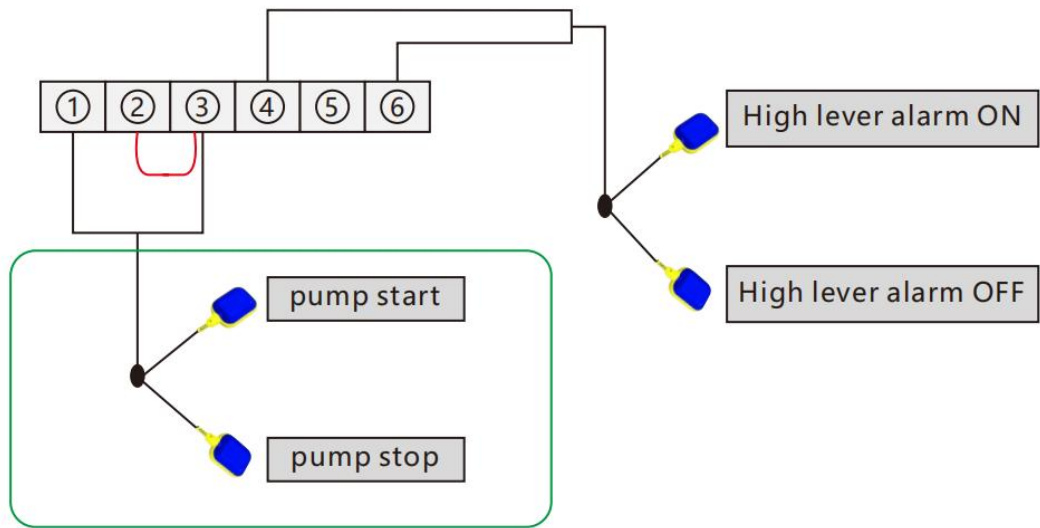 ① ② ③ ④ ⑤ ⑥
High lever alarm ON
High lever alarm OFF
pump start
pump stop